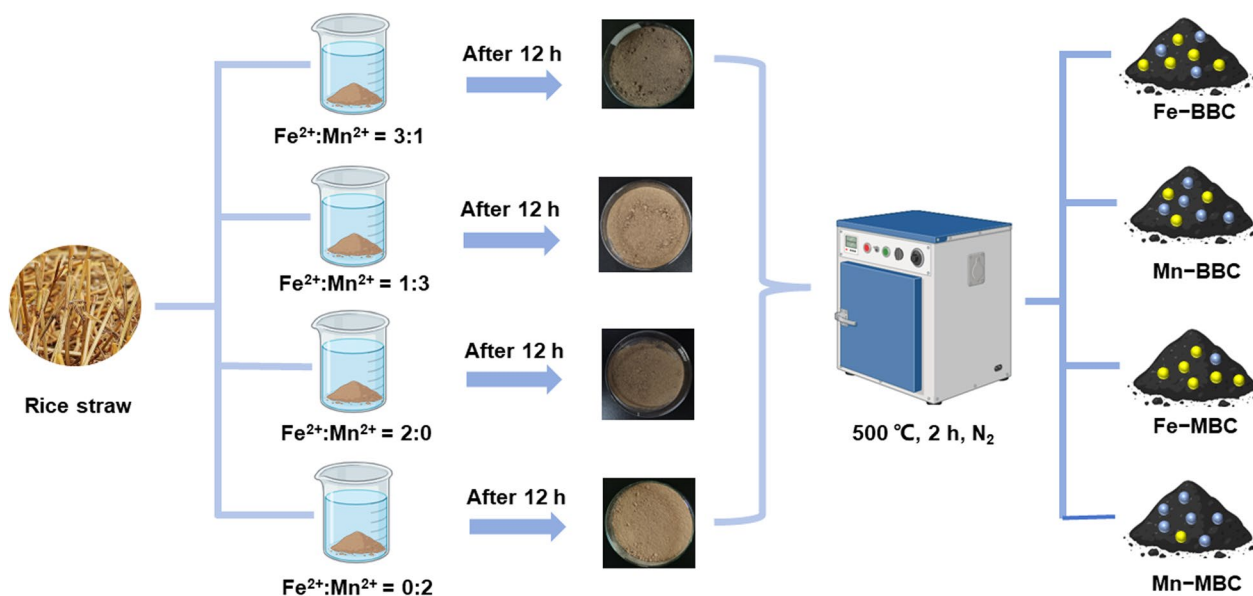 Rice straw
Fe²⁺:Mn²⁺ = 3:1
After 12 h
Fe²⁺:Mn²⁺ = 1:3
After 12 h
Fe²⁺:Mn²⁺ = 2:0
After 12 h
Fe²⁺:Mn²⁺ = 0:2
After 12 h
500 ℃, 2 h, N₂
Fe−BBC
Mn−BBC
Fe−MBC
Mn−MBC